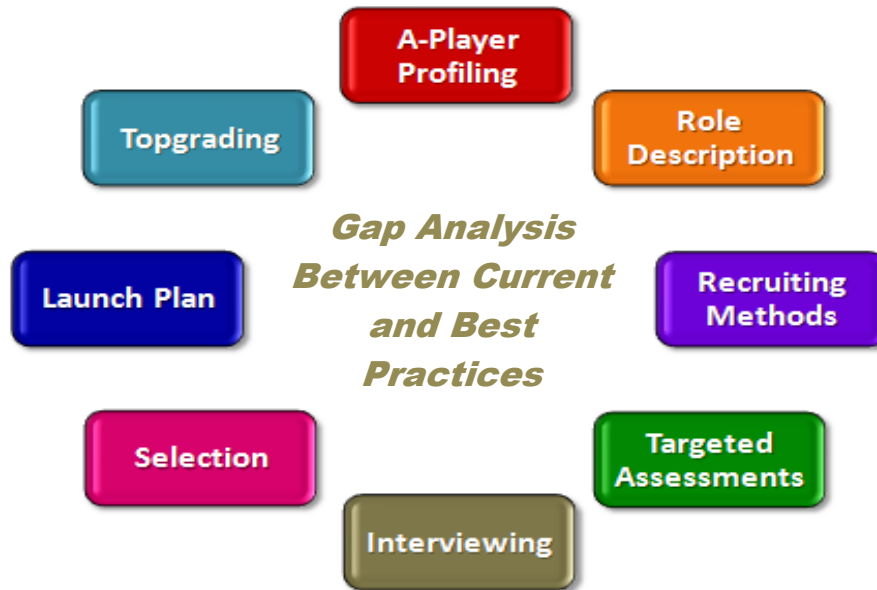 A-Player
Profiling
Role
Description
Recruiting
Methods
Targeted
Assessments
Interviewing
Selection
Launch Plan
Topgrading
Gap Analysis
Between Current
and Best
Practices